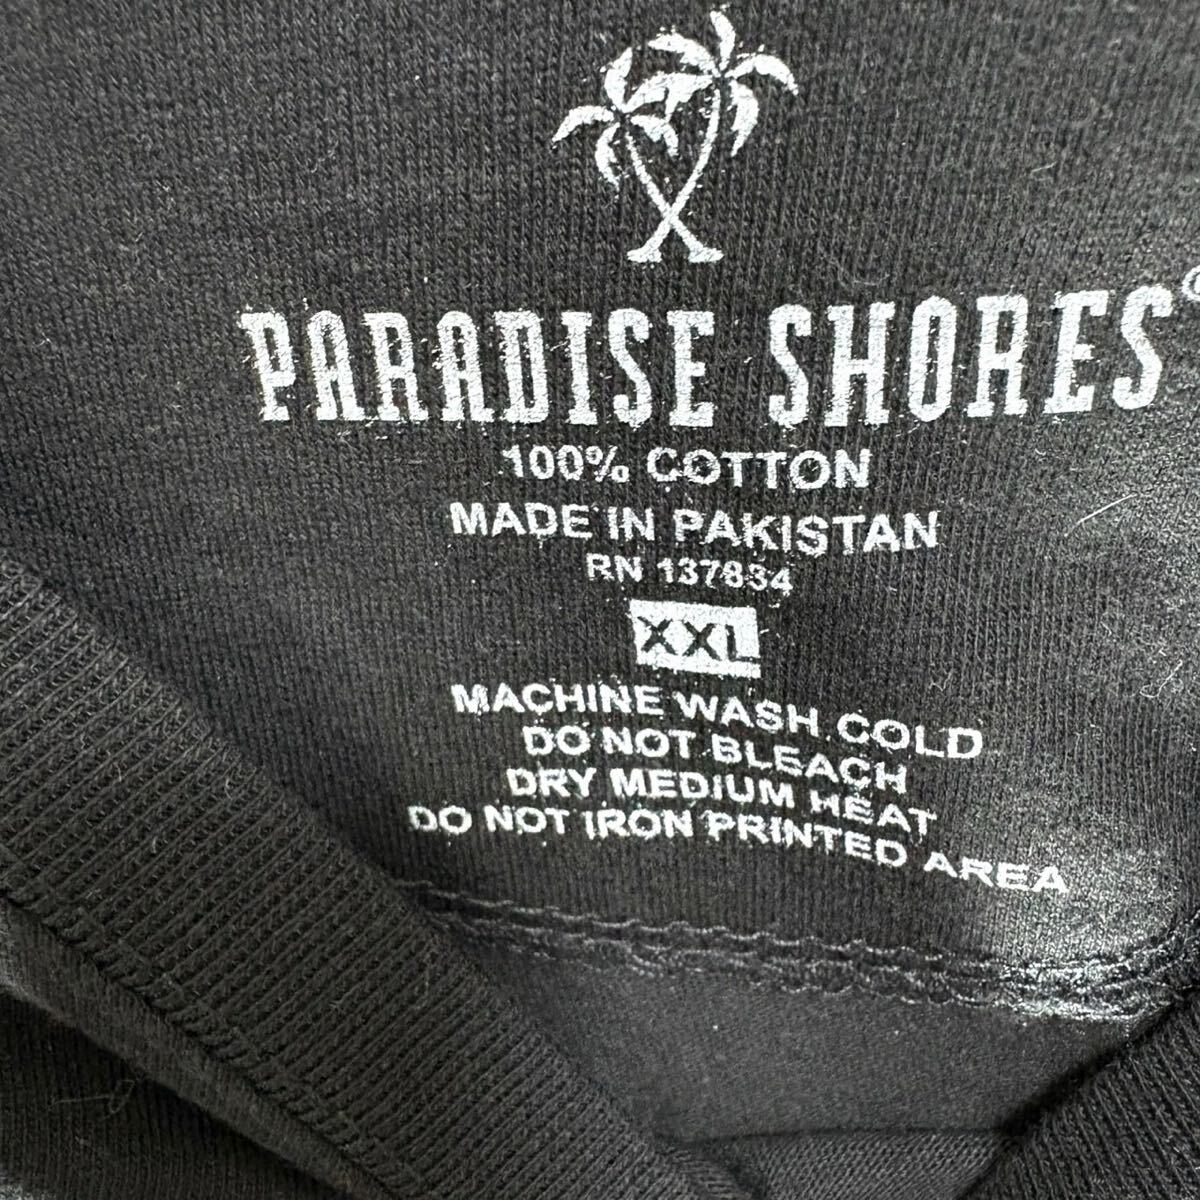 PARADISE SHORES®
100% COTTON
MADE IN PAKISTAN
RN 137834
XXL
MACHINE WASH COLD
DO NOT BLEACH
DRY MEDIUM HEAT
DO NOT IRON PRINTED AREA